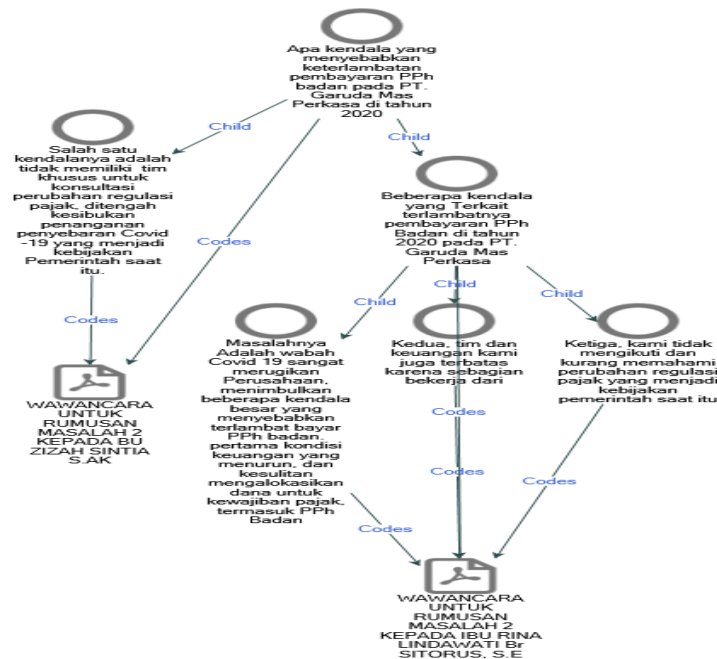 Apa kendala yang
menyebabkan
keterlambatan
pembayaran PPh
badan pada PT.
Garuda Mas
Perkasa di tahun
2020
Child
Child
Codes
Salah satu
kendalanya adalah
tidak memiliki tim
khusus untuk
konsultasi
perubahan regulasi
pajak, ditengah
kesibukan
penanganan
penyebaran Covid
-19 yang menjadi
kebijakan
Pemerintah saat
itu.
Beberapa kendala
yang Terkait
terlambatnya
pembayaran PPh
Badan di tahun
2020 pada PT.
Garuda Mas
Perkasa
Codes
Child
Child
Child
WAWANCARA
UNTUK
RUMUSAN
MASALAH 2
KEPADA BU
ZIZAH SINTIA
S.AK
Masalahnya
Adalah wabah
Covid 19 sangat
merugikan
Perusahaan,
menimbulkan
beberapa kendala
besar yang
menyebabkan
terlambat bayar
PPh badan.
pertama kondisi
keuangan yang
menurun, dan
kesulitan
mengalokasikan
dana untuk
kewajiban pajak,
termasuk PPh
Badan
Kedua, tim dan
keuangan kami
juga terbatas
karena sebagian
bekerja dari
Ketiga, kami tidak
mengikuti dan
kurang memahami
perubahan regulasi
pajak yang menjadi
kebijakan
pemerintah saat itu
Codes
Codes
Codes
Codes
WAWANCARA
UNTUK
RUMUSAN
MASALAH 2
KEPADA IBU RINA
LINDAWATI Br
SITORUS, S.E